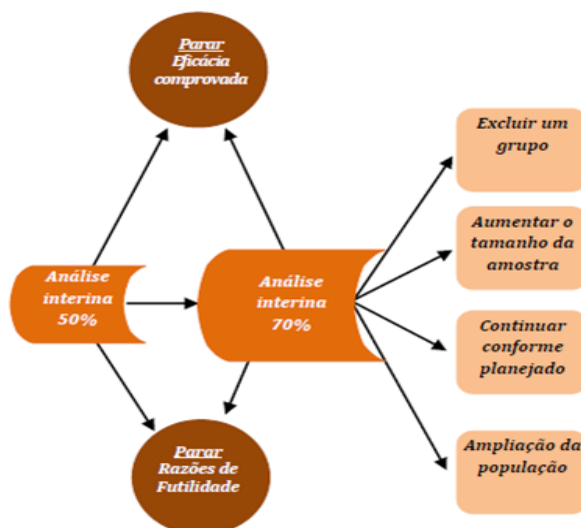 Parar
Eficácia
comprovada
Excluir um
grupo
Aumentar o
tamanho da
amostra
Análise
interina
50%
Análise
interina
70%
Continuar
conforme
planejado
Parar
Razões de
Futilidade
Ampliação da
população